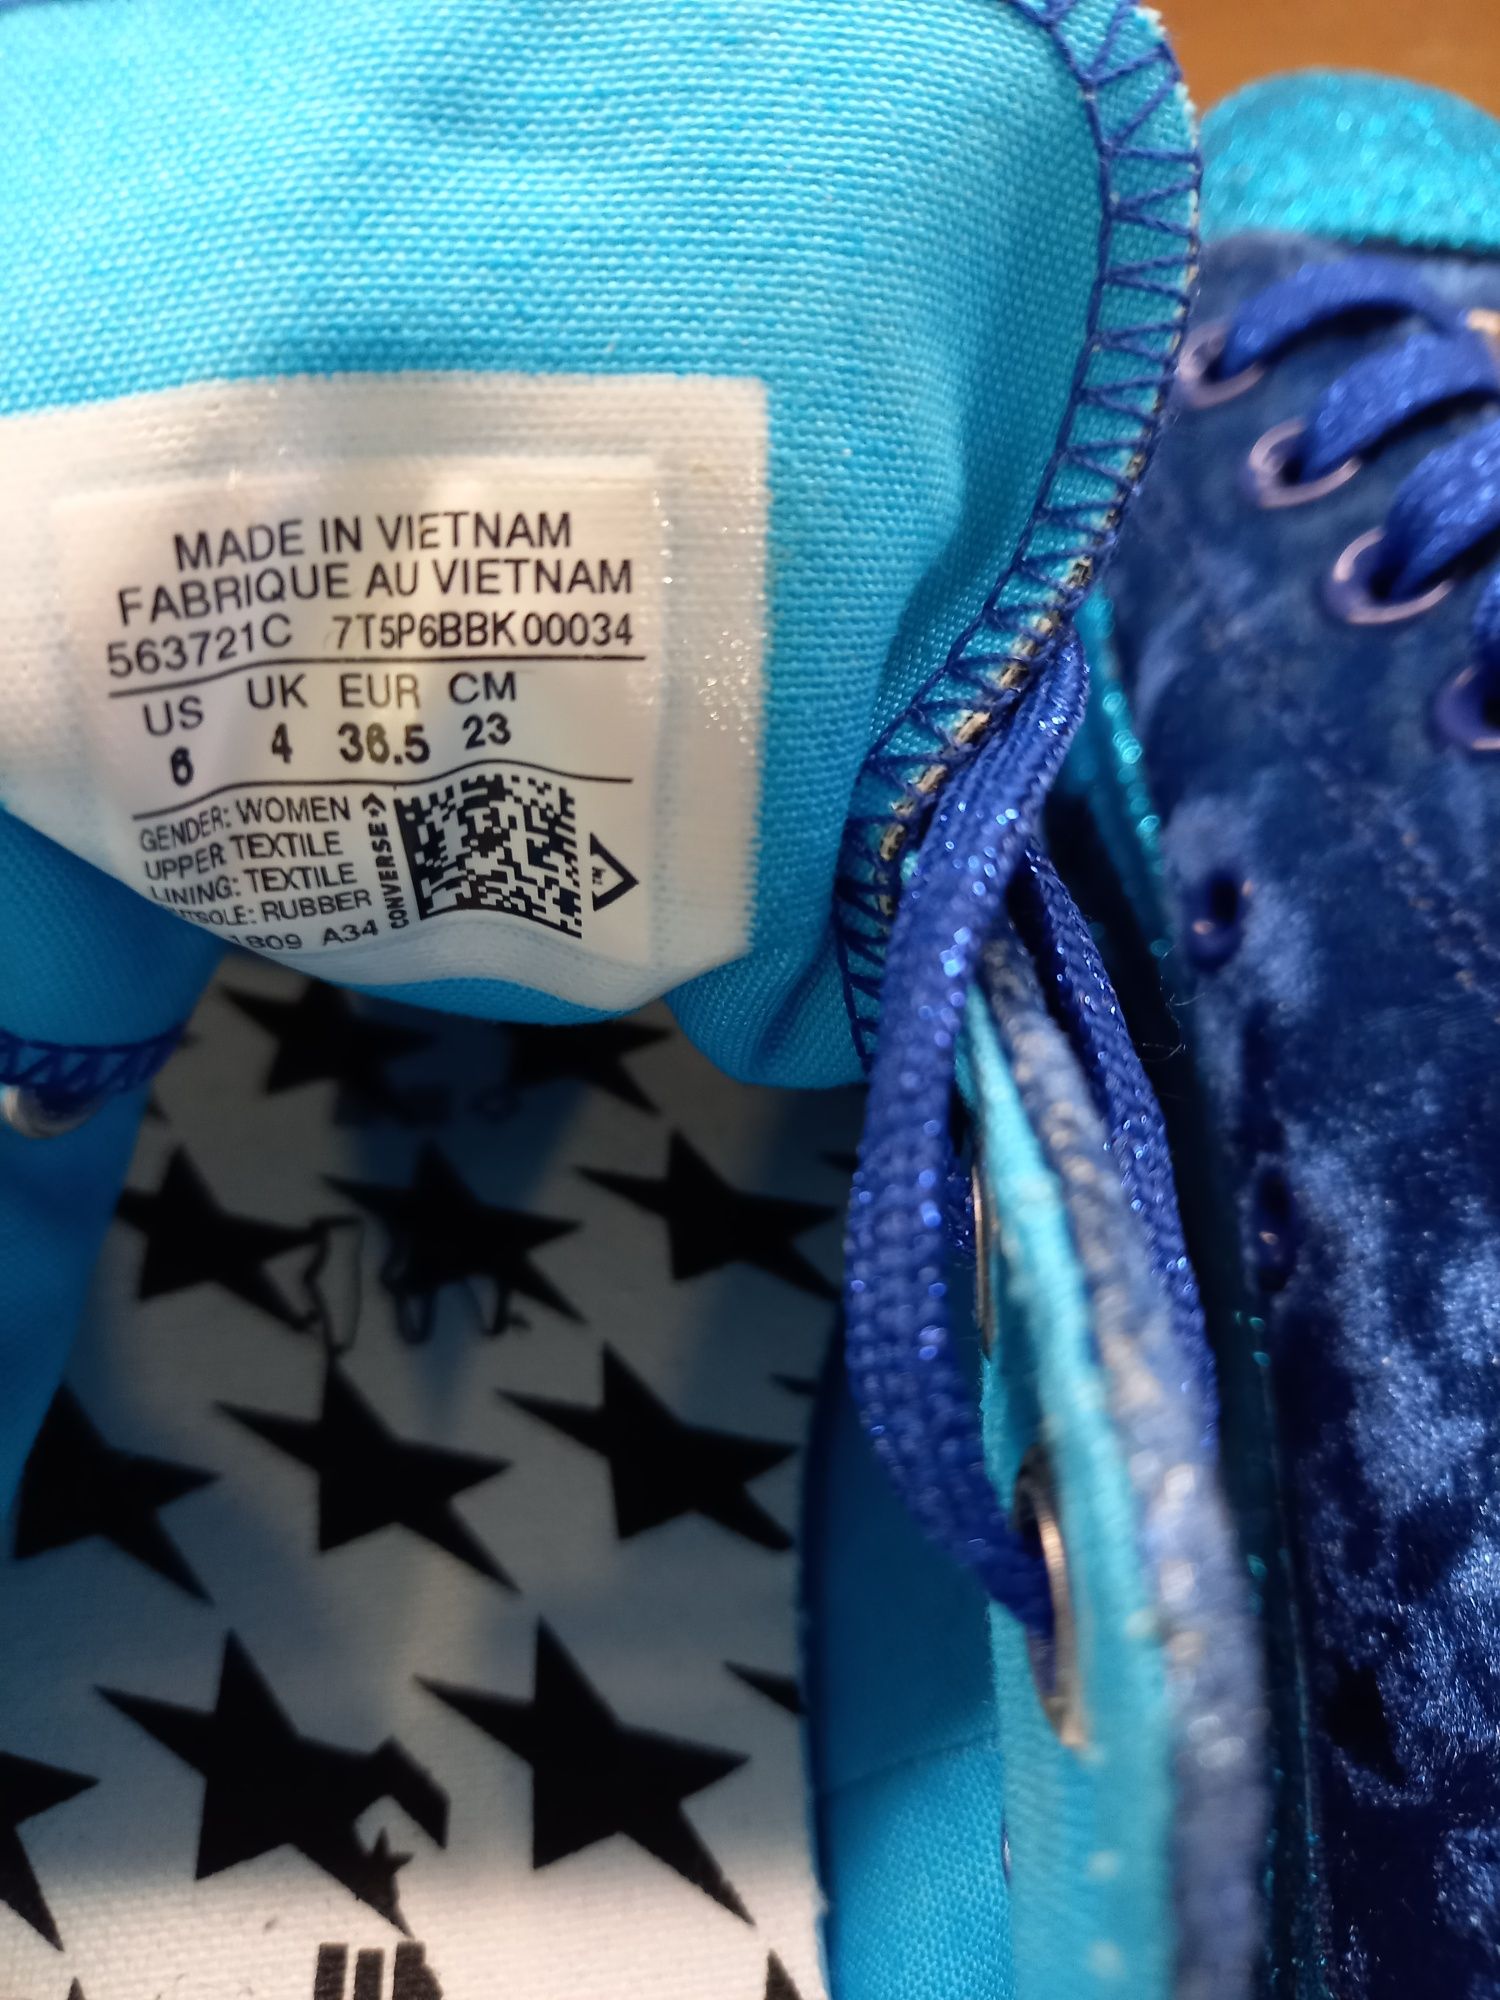 MADE IN VIETNAM
FABRIQUE AU VIETNAM
563721C 7T5P6BBK00034
US UK EUR CM
6 4 36.5 23
GENDER: WOMEN
UPPER TEXTILE
LINING: TEXTILE
RUBBER
1809 A34
CONVERSE